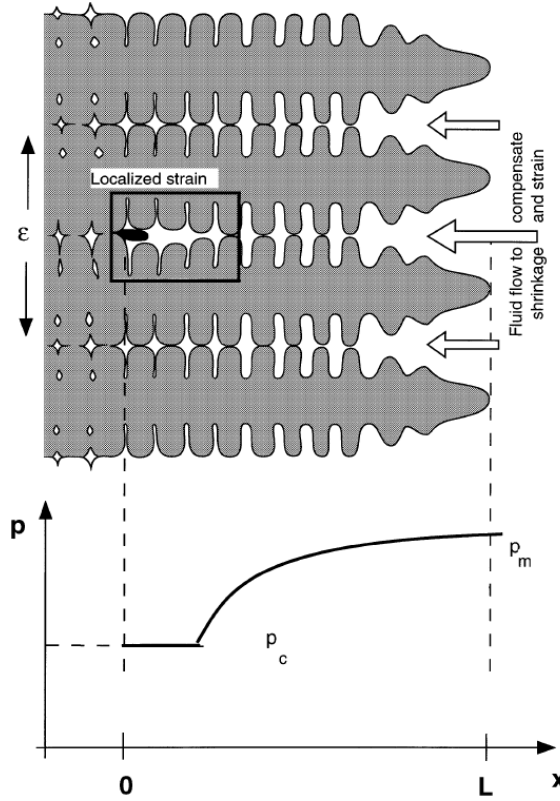 Localized strain
ε
Fluid flow to compensate
shrinkage and strain
p
p
m
p
c
0
L
x